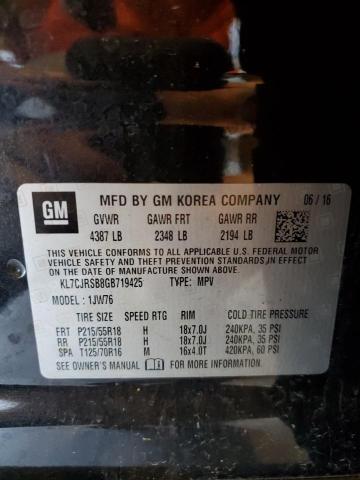 GM
MFD BY GM KOREA COMPANY 06/16
GVWR GAWR FRT GAWR RR
4387 LB 2348 LB 2194 LB
THIS VEHICLE CONFORMS TO ALL APPLICABLE U.S. FEDERAL MOTOR
VEHICLE SAFETY AND THEFT PREVENTION STANDARDS IN EFFECT
ON THE DATE OF MANUFACTURE SHOWN ABOVE.
KL7CJRSB8GB719425 TYPE: MPV
MODEL: 1JW76
TIRE SIZE SPEED RTG RIM COLD TIRE PRESSURE
FRT P215/55R18 H 18x7.0J 240KPA, 35 PSI
RR P215/55R18 H 18x7.0J 240KPA, 35 PSI
SPA T125/70R16 M 16x4.0T 420KPA, 60 PSI
SEE OWNER'S MANUAL FOR MORE INFORMATION.